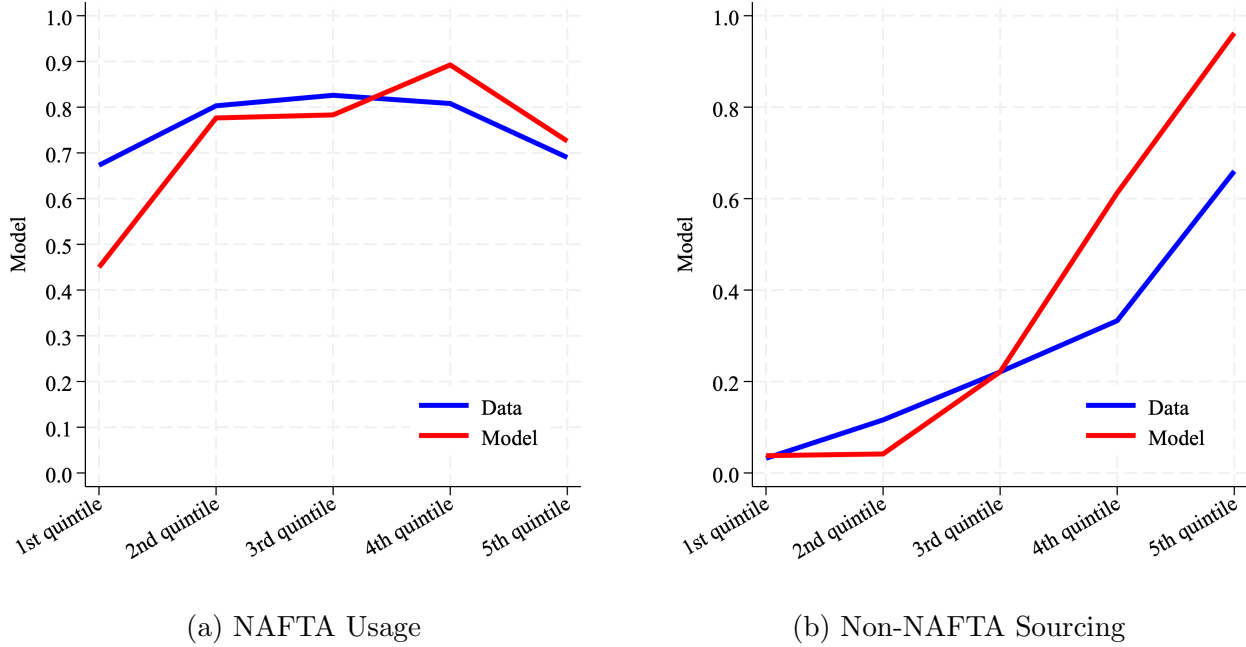 1.0
0.9
0.8
0.7
0.6
0.5
0.4
0.3
0.2
0.1
0.0
Model
Data
Model
1st quintile
2nd quintile
3rd quintile
4th quintile
5th quintile
(a) NAFTA Usage
1.0
0.8
0.6
0.4
0.2
0.0
Model
Data
Model
1st quintile
2nd quintile
3rd quintile
4th quintile
5th quintile
(b) Non-NAFTA Sourcing